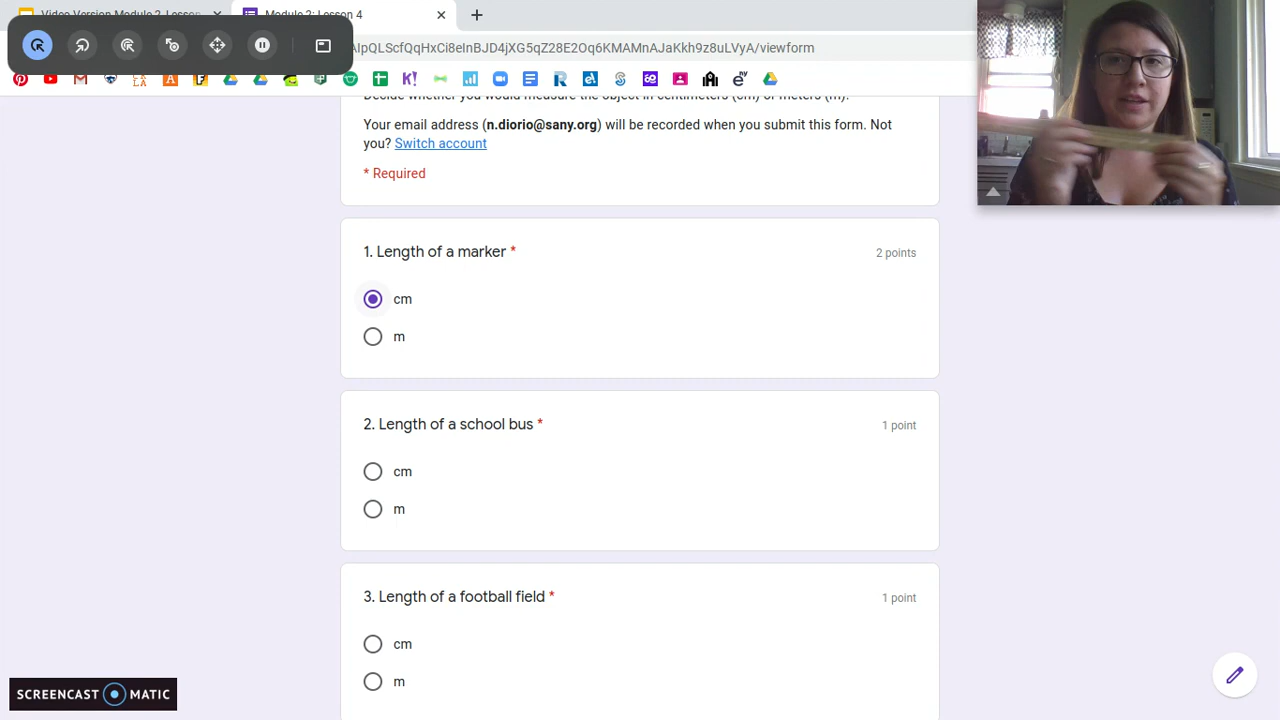 Module 2: Lesson 4
AIpQLScfQqHxCi8eInBJD4jXG5qZ28E2Oq6KMAMnAJaKkh9z8uLVyA/viewform
Decide whether you would measure the object in centimeters (cm) or meters (m).
Your email address (n.diorio@sany.org) will be recorded when you submit this form. Not
you? Switch account
* Required
1. Length of a marker *
2 points
cm
m
2. Length of a school bus *
1 point
cm
m
3. Length of a football field *
1 point
cm
m
SCREENCAST MATIC